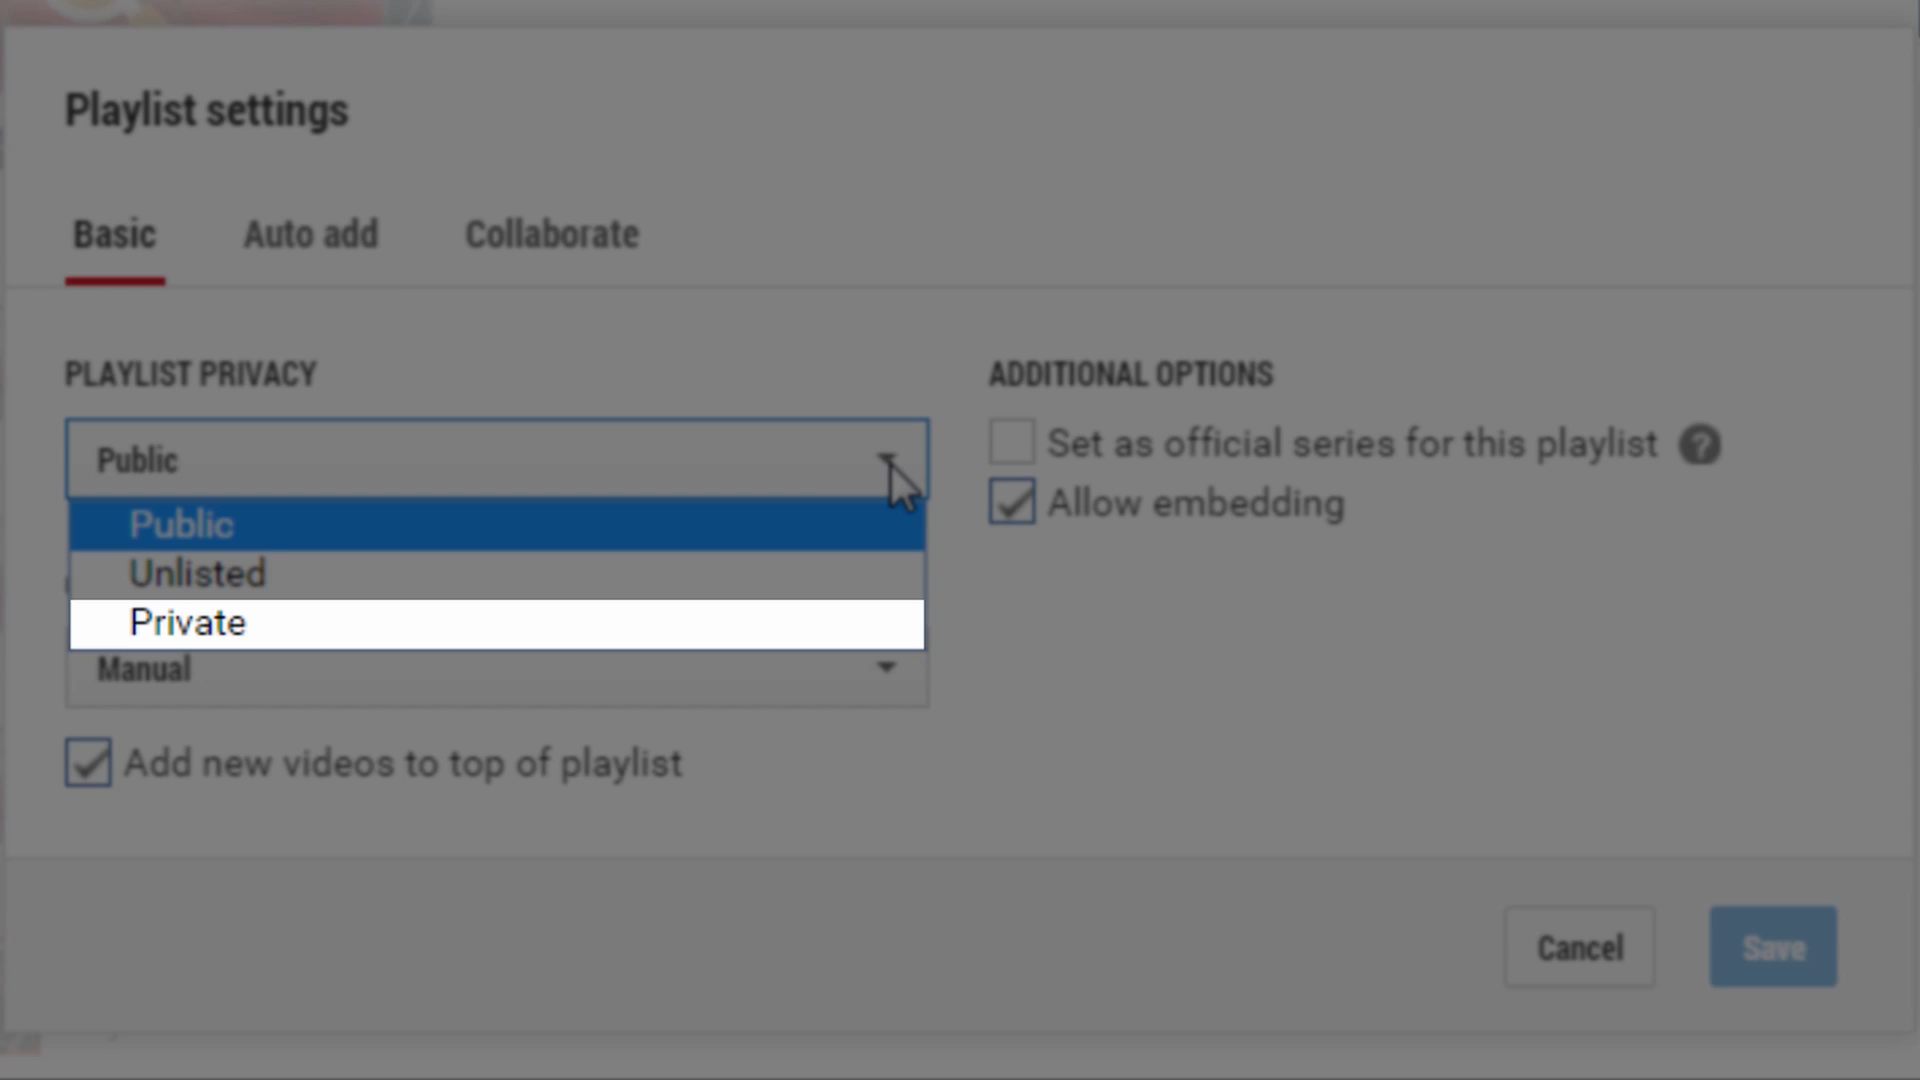 Playlist settings
Basic Auto add Collaborate
PLAYLIST PRIVACY
Public
Public
Unlisted
Private
Manual
Add new videos to top of playlist
ADDITIONAL OPTIONS
Set as official series for this playlist ?
Allow embedding
Cancel Save